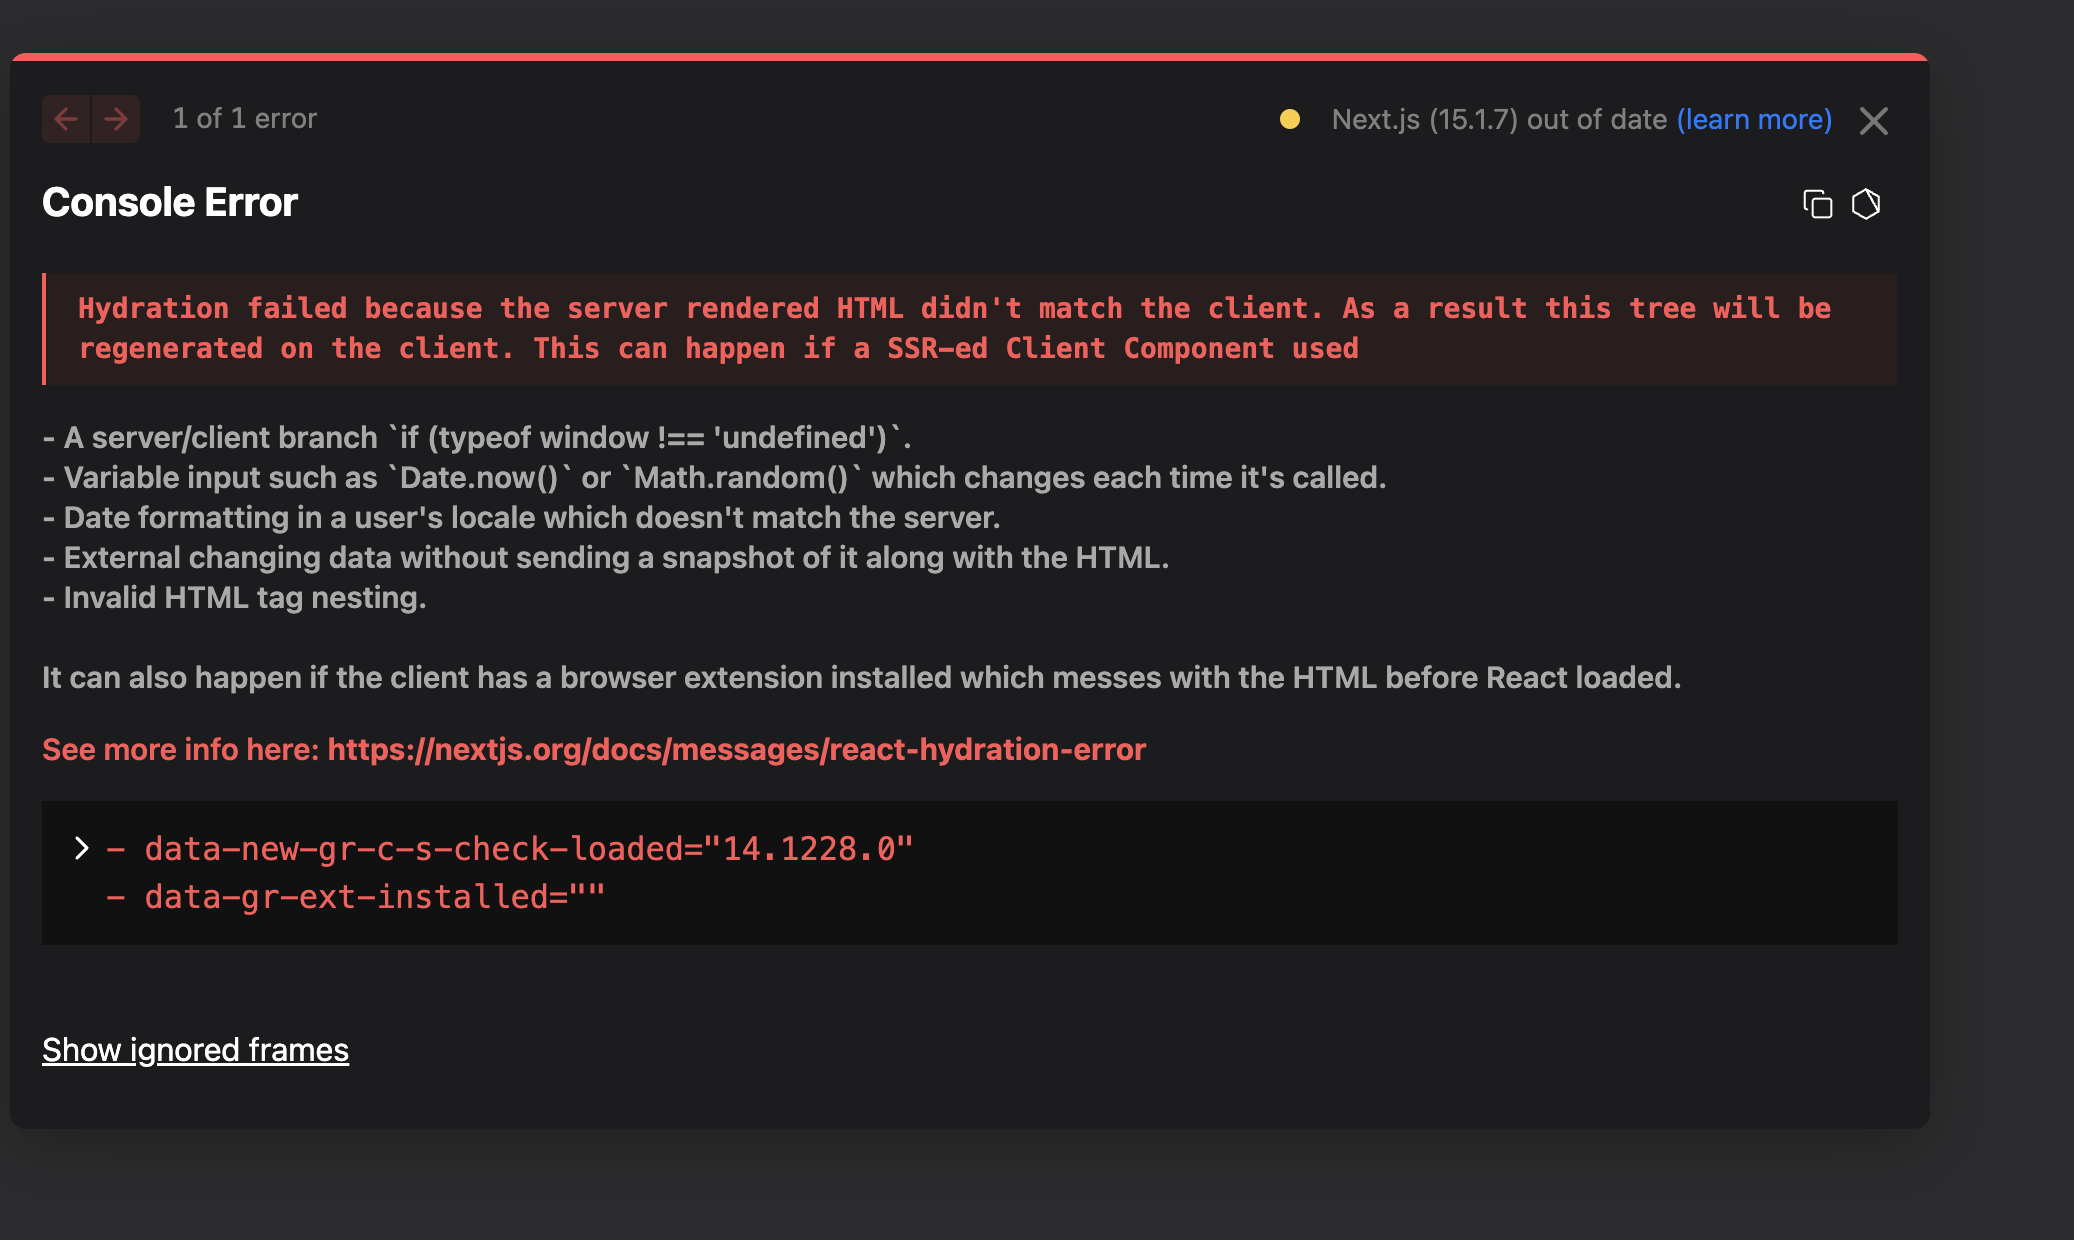 1 of 1 error
Next.js (15.1.7) out of date (learn more)
Console Error
Hydration failed because the server rendered HTML didn't match the client. As a result this tree will be
regenerated on the client. This can happen if a SSR-ed Client Component used
- A server/client branch `if (typeof window !== 'undefined')`.
- Variable input such as `Date.now()` or `Math.random()` which changes each time it's called.
- Date formatting in a user's locale which doesn't match the server.
- External changing data without sending a snapshot of it along with the HTML.
- Invalid HTML tag nesting.
It can also happen if the client has a browser extension installed which messes with the HTML before React loaded.
See more info here: https://nextjs.org/docs/messages/react-hydration-error
- data-new-gr-c-s-check-loaded="14.1228.0"
- data-gr-ext-installed=""
Show ignored frames